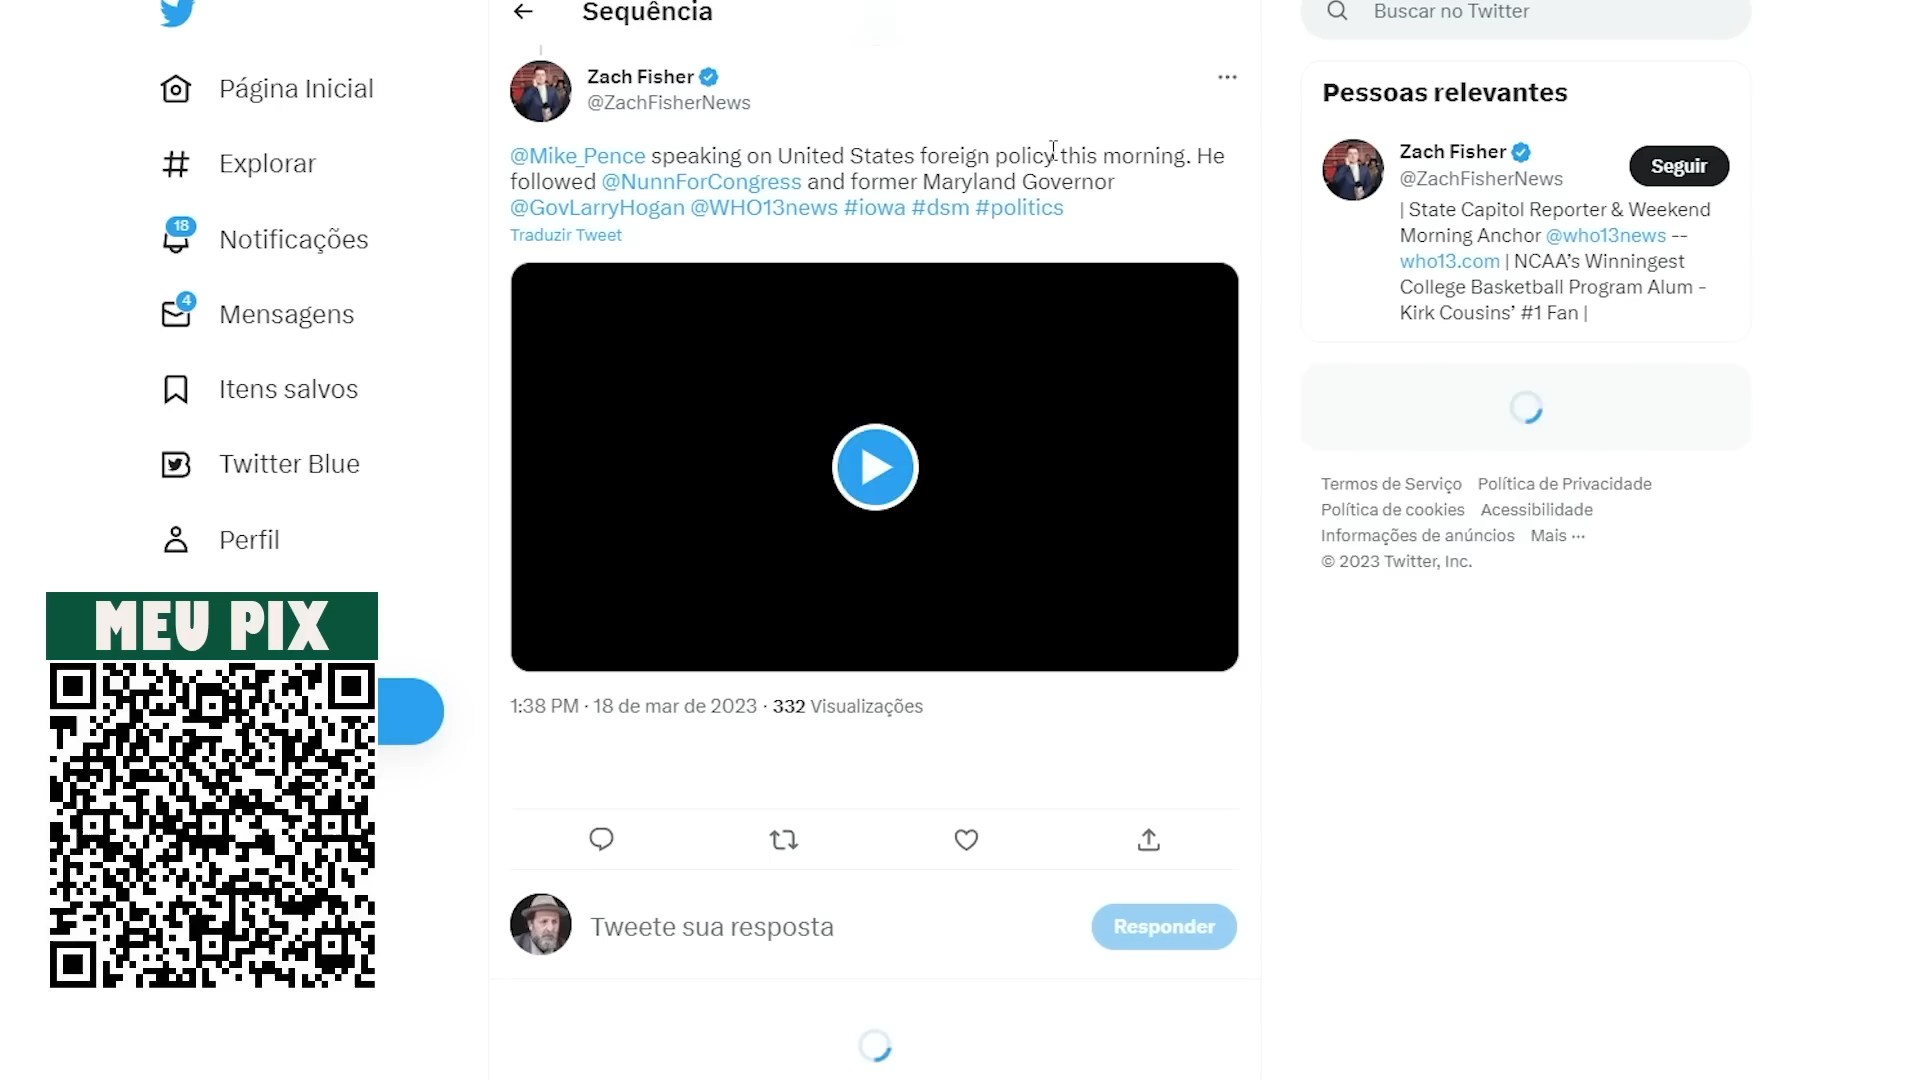 Sequência
Buscar no Twitter
Página Inicial
Explorar
18
Notificações
4
Mensagens
Itens salvos
Twitter Blue
Perfil
MEU PIX
Zach Fisher
@ZachFisherNews
@Mike_Pence speaking on United States foreign policy this morning. He
followed @NunnForCongress and former Maryland Governor
@GovLarryHogan @WHO13news #iowa #dsm #politics
Traduzir Tweet
1:38 PM · 18 de mar de 2023 · 332 Visualizações
Tweete sua resposta
Responder
Pessoas relevantes
Zach Fisher
@ZachFisherNews
Seguir
| State Capitol Reporter & Weekend
Morning Anchor @who13news --
who13.com | NCAA’s Winningest
College Basketball Program Alum -
Kirk Cousins’ #1 Fan |
Termos de Serviço Política de Privacidade
Política de cookies Acessibilidade
Informações de anúncios Mais ···
© 2023 Twitter, Inc.